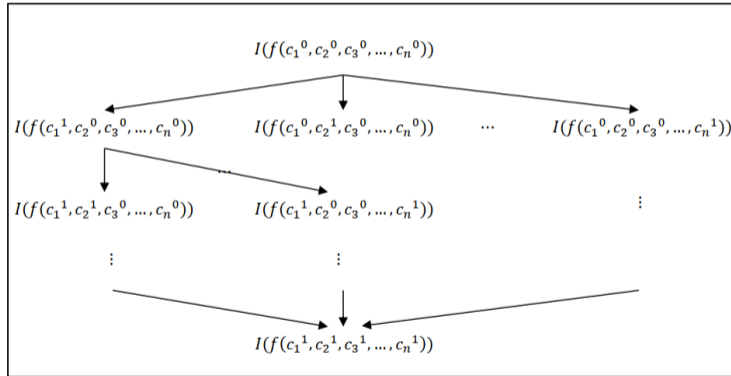 I(f(c₁⁰, c₂⁰, c₃⁰, …, cₙ⁰))
I(f(c₁¹, c₂⁰, c₃⁰, …, cₙ⁰)) I(f(c₁⁰, c₂¹, c₃⁰, …, cₙ⁰)) … I(f(c₁⁰, c₂⁰, c₃⁰, …, cₙ¹))
…
I(f(c₁¹, c₂¹, c₃⁰, …, cₙ⁰)) I(f(c₁¹, c₂⁰, c₃⁰, …, cₙ¹)) ⋮
⋮ ⋮
I(f(c₁¹, c₂¹, c₃¹, …, cₙ¹))